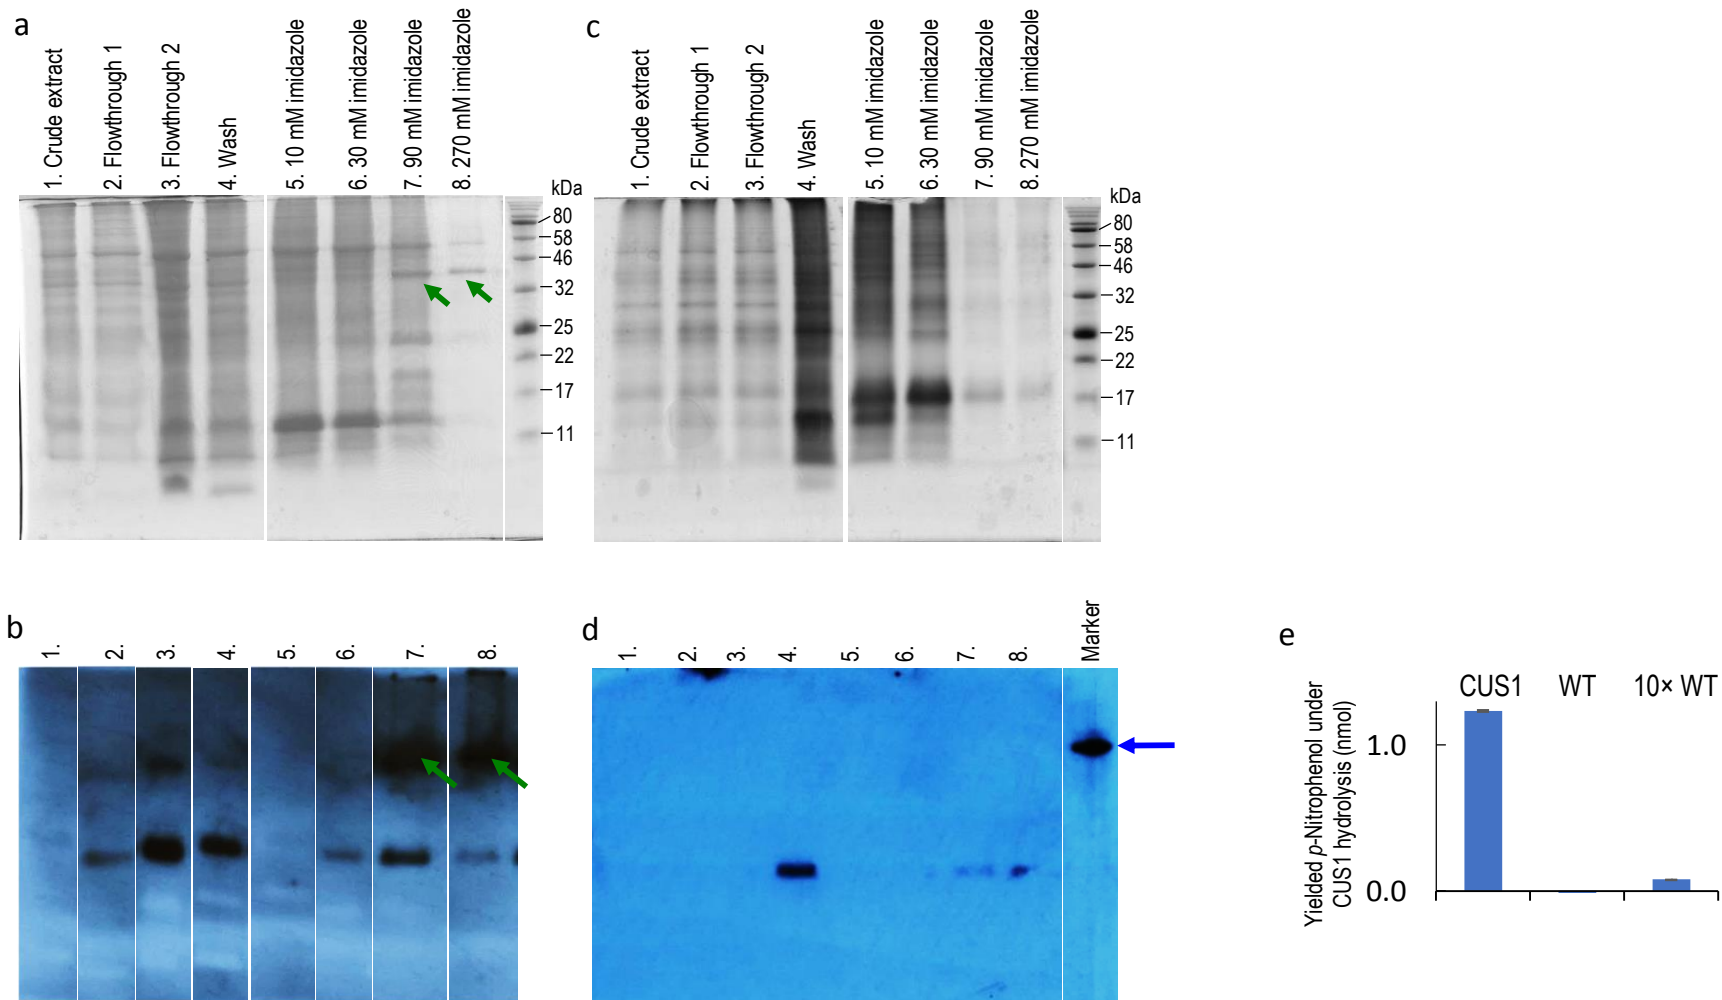 a
1. Crude extract
2. Flowthrough 1
3. Flowthrough 2
4. Wash
5. 10 mM imidazole
6. 30 mM imidazole
7. 90 mM imidazole
8. 270 mM imidazole
kDa
80
58
46
32
25
22
17
11
c
1. Crude extract
2. Flowthrough 1
3. Flowthrough 2
4. Wash
5. 10 mM imidazole
6. 30 mM imidazole
7. 90 mM imidazole
8. 270 mM imidazole
kDa
80
58
46
32
25
22
17
11
b
1.
2.
3.
4.
5.
6.
7.
8.
d
1.
2.
3.
4.
5.
6.
7.
8.
Marker
e
CUS1 WT 10× WT
Yielded p-Nitrophenol under
CUS1 hydrolysis (nmol)
1.0
0.0